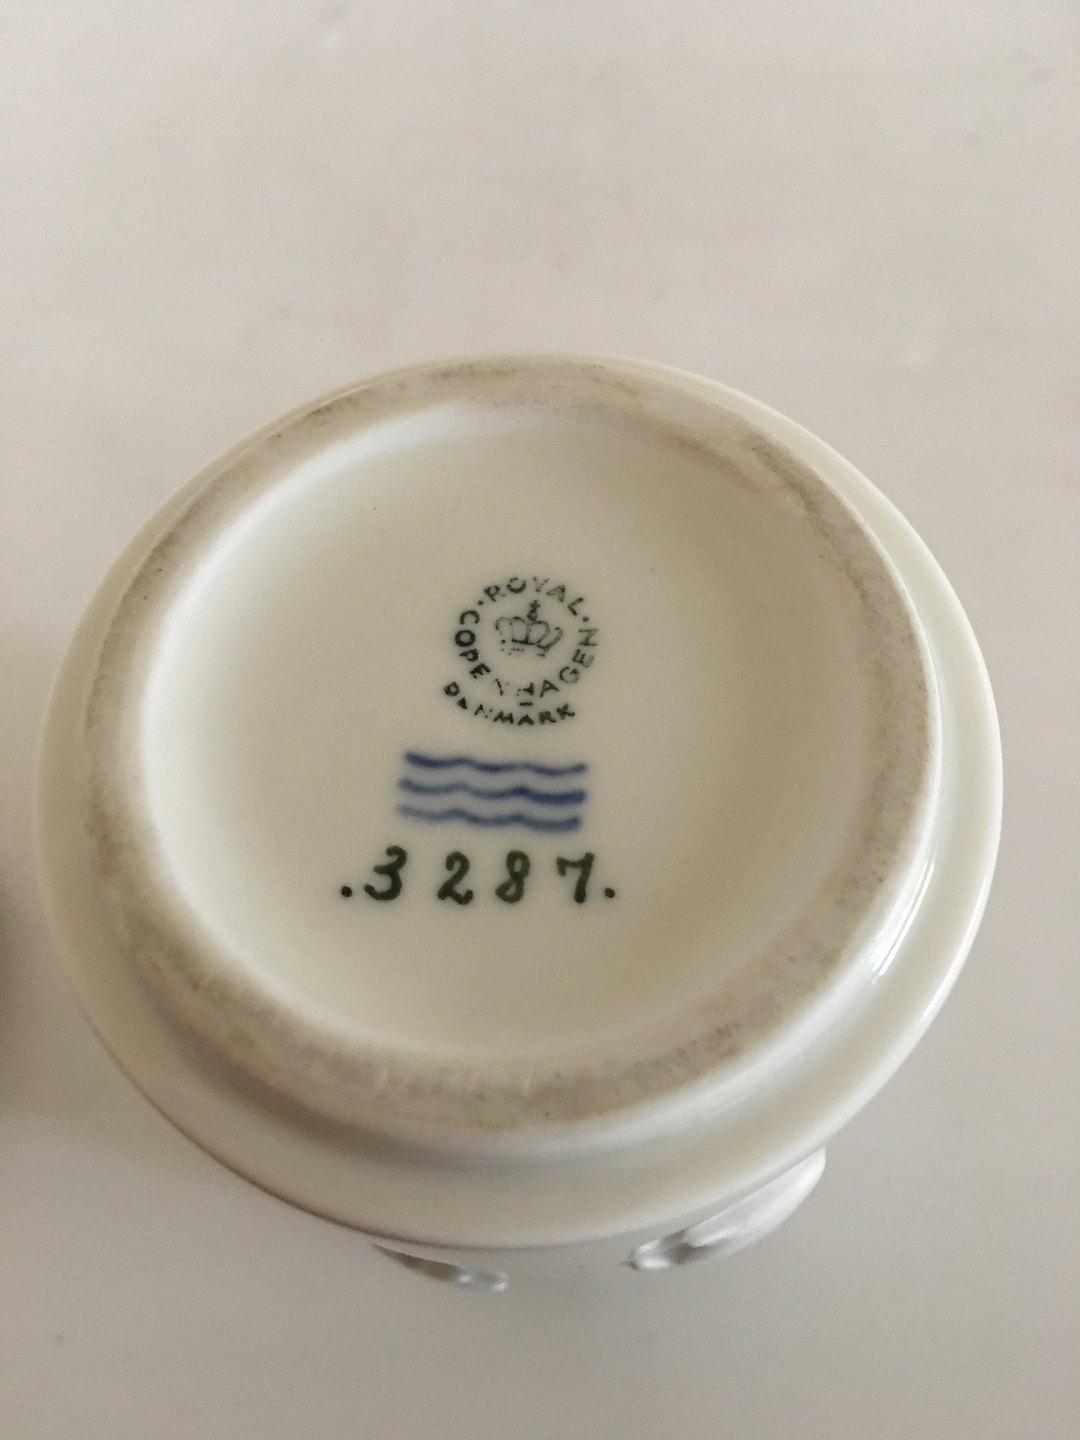 ROYAL
COPENHAGEN
DANMARK
.3287.